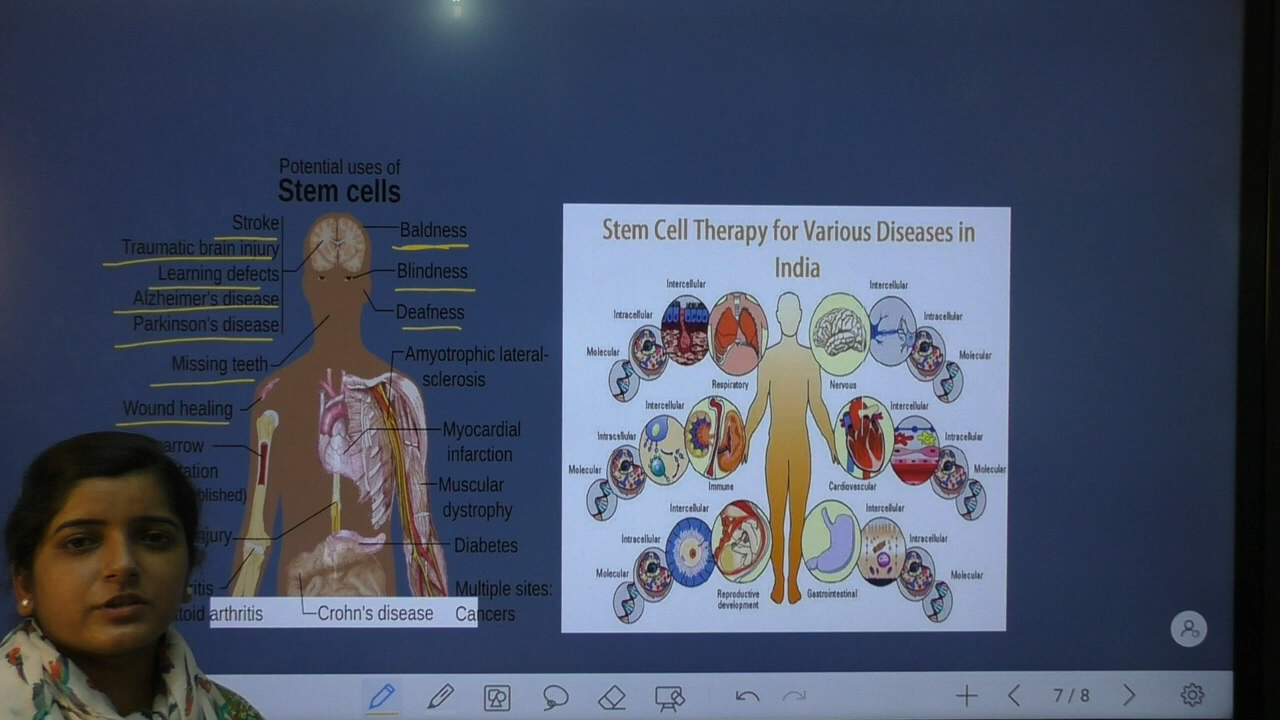 Potential uses of
Stem cells
Stroke
Traumatic brain injury
Learning defects
Alzheimer's disease
Parkinson's disease
Missing teeth
Wound healing
blished)
toid arthritis
Baldness
Blindness
Deafness
Amyotrophic lateral-
sclerosis
Myocardial
infarction
Muscular
dystrophy
Diabetes
Multiple sites:
Cancers
Crohn's disease
Stem Cell Therapy for Various Diseases in
India
Intercellular
Intracellular
Molecular
Respiratory
Intercellular
Intracellular
Molecular
Nervous
Intercellular
Intracellular
Molecular
Immune
Intercellular
Intracellular
Molecular
Cardiovascular
Intercellular
Intracellular
Molecular
Reproductive
development
Intercellular
Intracellular
Molecular
Gastrointestinal
7/8